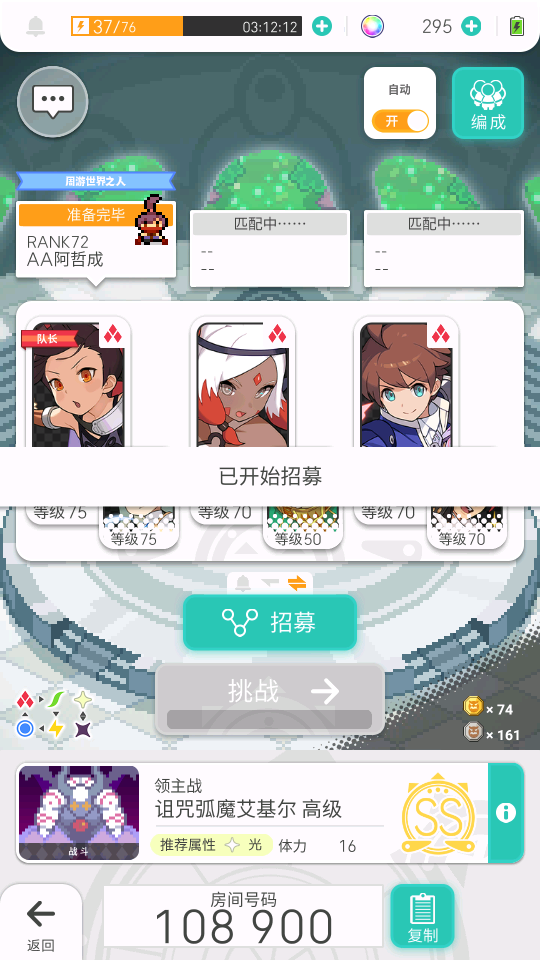 37/76
03:12:12
295
自动
开
编成
周游世界之人
准备完毕
RANK72
AA阿哲成
匹配中……
--
--
匹配中……
--
--
队长
已开始招募
等级75
等级70
等级70
等级75
等级50
等级70
招募
挑战
× 74
× 161
领主战
诅咒弧魔艾基尔 高级
推荐属性 光 体力 16
战斗
SS
返回
房间号码
108 900
复制